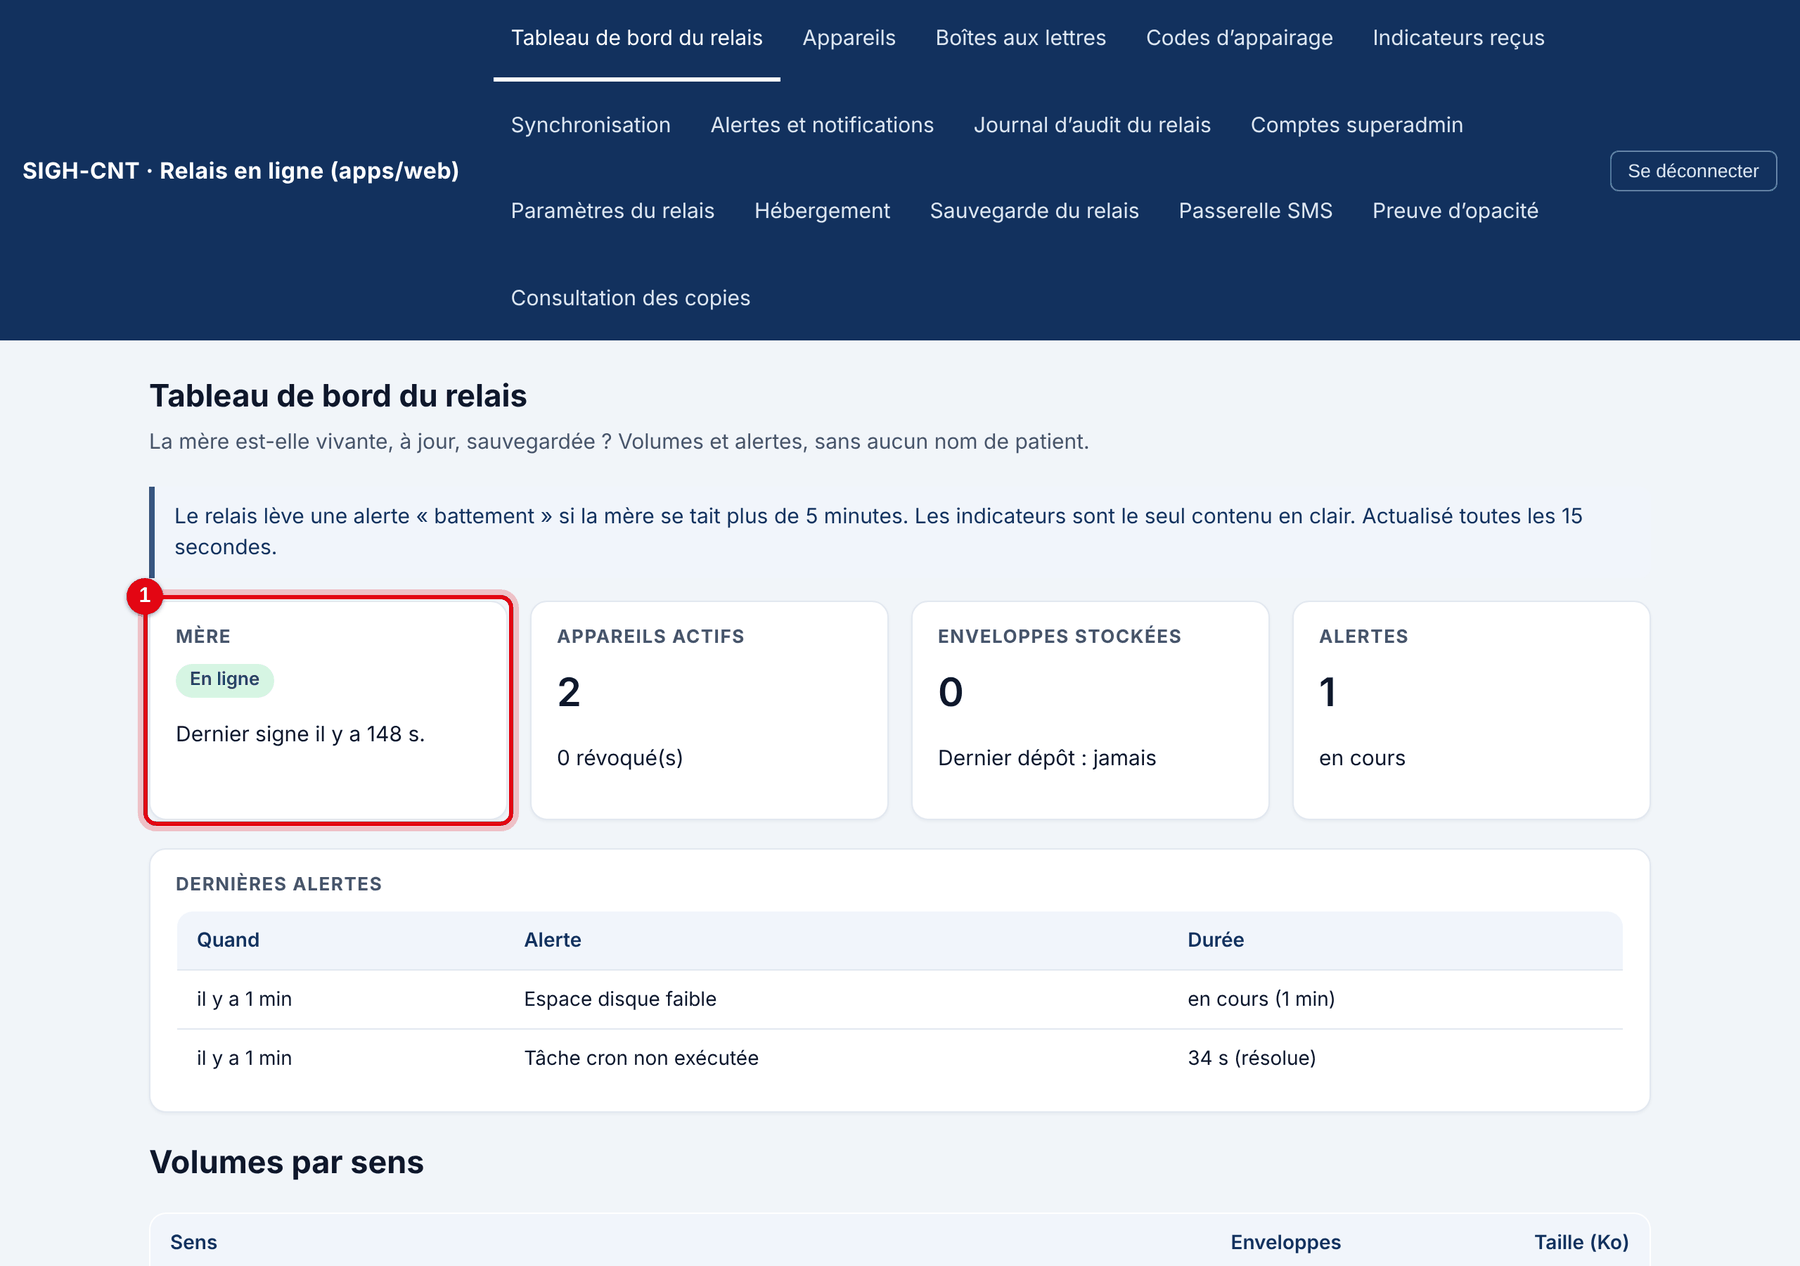 Tableau de bord du relais Appareils Boîtes aux lettres Codes d’appairage Indicateurs reçus
Synchronisation Alertes et notifications Journal d’audit du relais Comptes superadmin
SIGH-CNT · Relais en ligne (apps/web)
Se déconnecter
Paramètres du relais Hébergement Sauvegarde du relais Passerelle SMS Preuve d’opacité
Consultation des copies
Tableau de bord du relais
La mère est-elle vivante, à jour, sauvegardée ? Volumes et alertes, sans aucun nom de patient.
Le relais lève une alerte « battement » si la mère se tait plus de 5 minutes. Les indicateurs sont le seul contenu en clair. Actualisé toutes les 15
secondes.
1
MÈRE
En ligne
Dernier signe il y a 148 s.
APPAREILS ACTIFS
2
0 révoqué(s)
ENVELOPPES STOCKÉES
0
Dernier dépôt : jamais
ALERTES
1
en cours
DERNIÈRES ALERTES
Quand Alerte Durée
il y a 1 min Espace disque faible en cours (1 min)
il y a 1 min Tâche cron non exécutée 34 s (résolue)
Volumes par sens
Sens Enveloppes Taille (Ko)